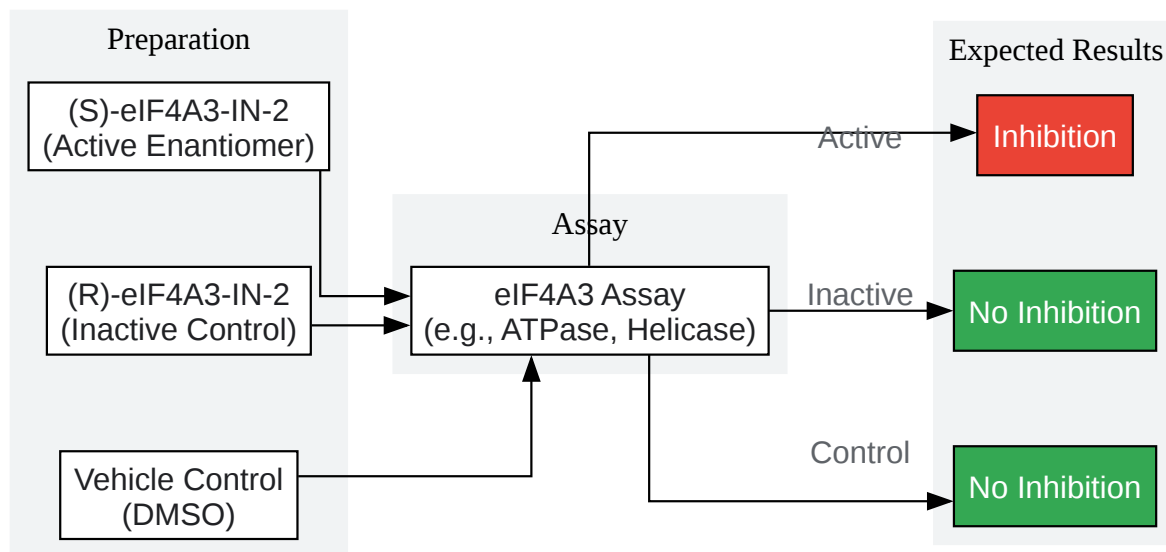 Preparation
(S)-eIF4A3-IN-2
(Active Enantiomer)
(R)-eIF4A3-IN-2
(Inactive Control)
Vehicle Control
(DMSO)
Assay
eIF4A3 Assay
(e.g., ATPase, Helicase)
Active
Inactive
Control
Expected Results
Inhibition
No Inhibition
No Inhibition